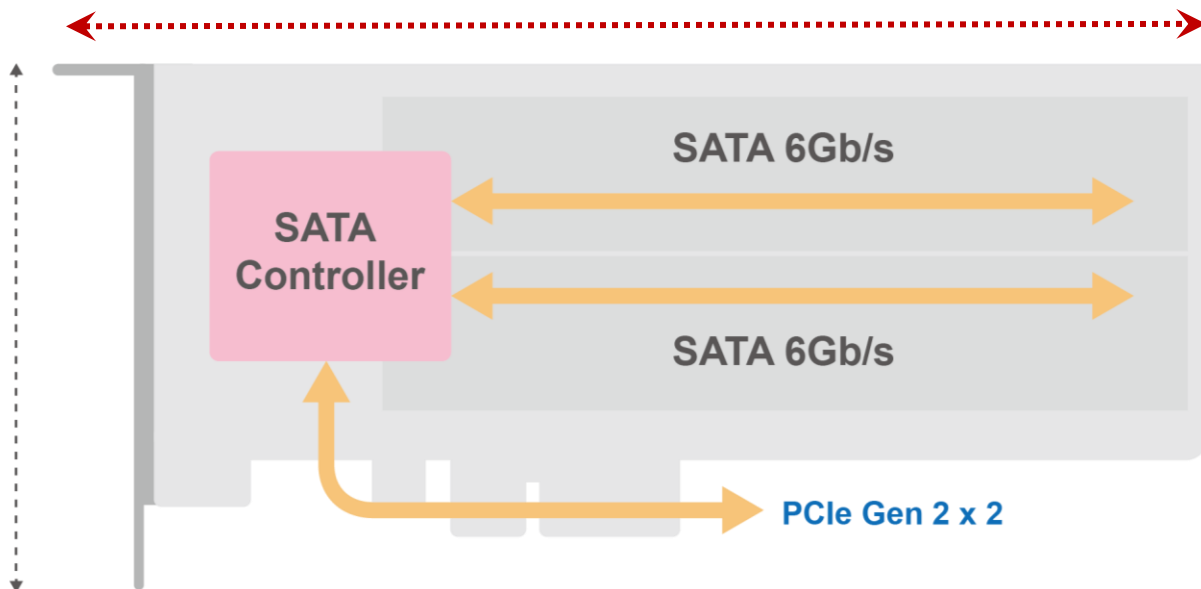 SATA 6Gb/s
SATA
Controller
SATA 6Gb/s
PCIe Gen 2 x 2